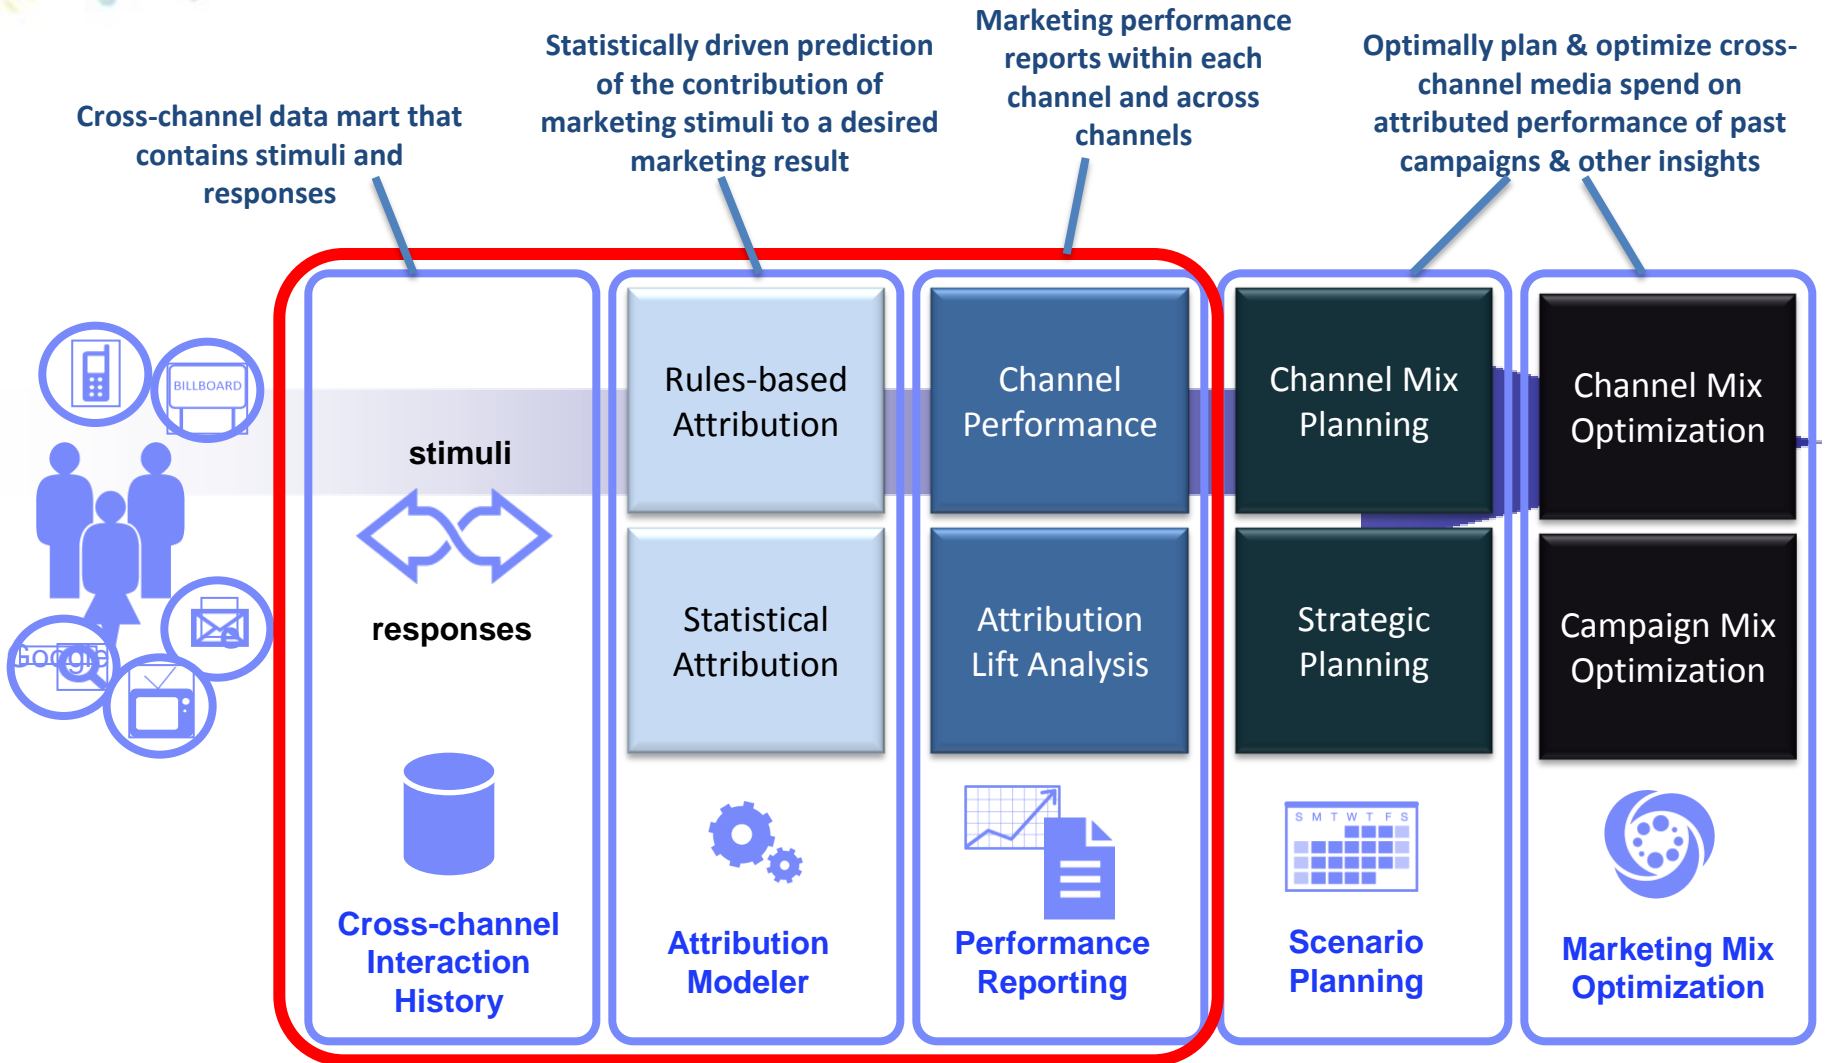 Cross-channel data mart that
contains stimuli and
responses
Statistically driven prediction
of the contribution of
marketing stimuli to a desired
marketing result
Marketing performance
reports within each
channel and across
channels
Optimally plan & optimize cross-
channel media spend on
attributed performance of past
campaigns & other insights
BILLBOARD
Google
e
stimuli
responses
Cross-channel
Interaction
History
Rules-based
Attribution
Statistical
Attribution
Attribution
Modeler
Channel
Performance
Attribution
Lift Analysis
Performance
Reporting
Channel Mix
Planning
Strategic
Planning
S M T W T F S
Scenario
Planning
Channel Mix
Optimization
Campaign Mix
Optimization
Marketing Mix
Optimization